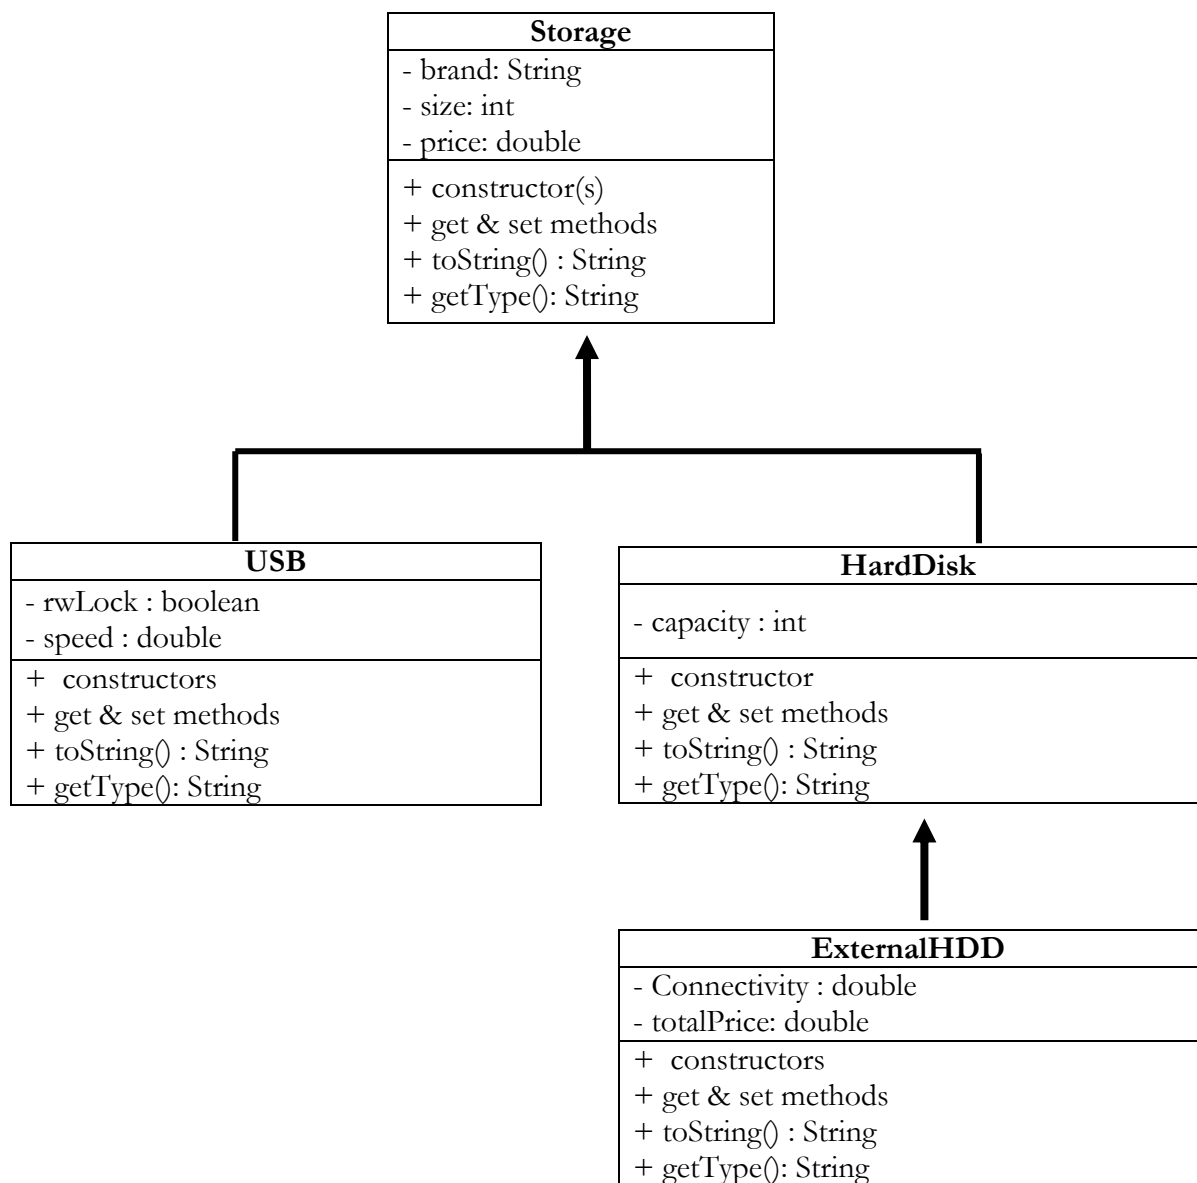 Storage
- brand: String
- size: int
- price: double
+ constructor(s)
+ get & set methods
+ toString() : String
+ getType(): String
USB
- rwLock : boolean
- speed : double
+ constructors
+ get & set methods
+ toString() : String
+ getType(): String
HardDisk
- capacity : int
+ constructor
+ get & set methods
+ toString() : String
+ getType(): String
ExternalHDD
- Connectivity : double
- totalPrice: double
+ constructors
+ get & set methods
+ toString() : String
+ getType(): String